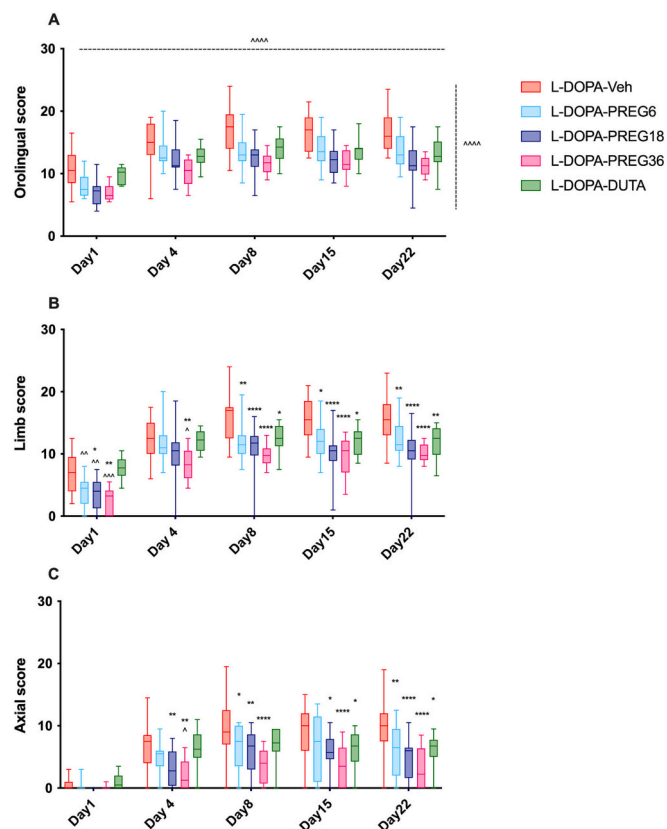 A
^^^^
30
20
10
0
Orolingual score
Day1
Day 4
Day8
Day15
Day22
^^^^
L-DOPA-Veh
L-DOPA-PREG6
L-DOPA-PREG18
L-DOPA-PREG36
L-DOPA-DUTA
B
30
20
10
0
Limb score
^^
*
^^
**
^^^
**
^
**
****
****
*
*
****
****
*
**
****
****
**
Day1
Day 4
Day8
Day15
Day22
C
30
20
10
0
Axial score
**
**
^
*
**
****
*
****
*
**
****
****
*
Day1
Day 4
Day8
Day15
Day22